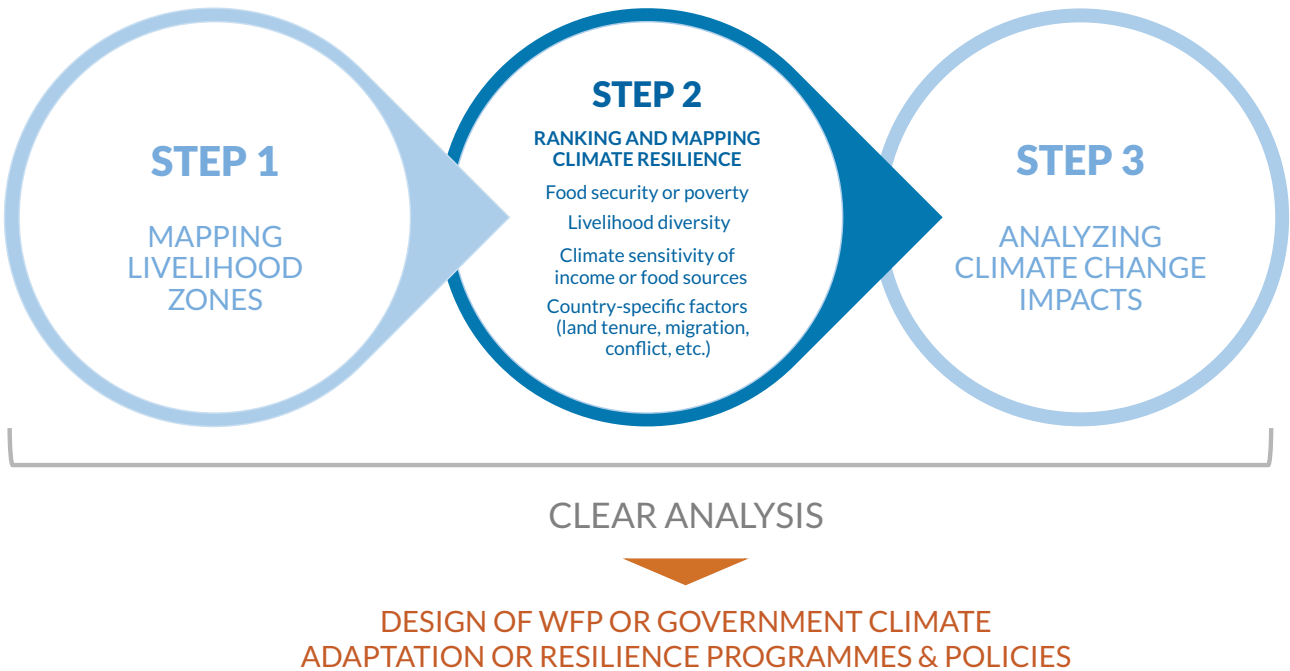 STEP 1
MAPPING
LIVELIHOOD
ZONES
STEP 2
RANKING AND MAPPING
CLIMATE RESILIENCE
Food security or poverty
Livelihood diversity
Climate sensitivity of
income or food sources
Country-specific factors
(land tenure, migration,
conflict, etc.)
STEP 3
ANALYZING
CLIMATE CHANGE
IMPACTS
CLEAR ANALYSIS
DESIGN OF WFP OR GOVERNMENT CLIMATE
ADAPTATION OR RESILIENCE PROGRAMMES & POLICIES